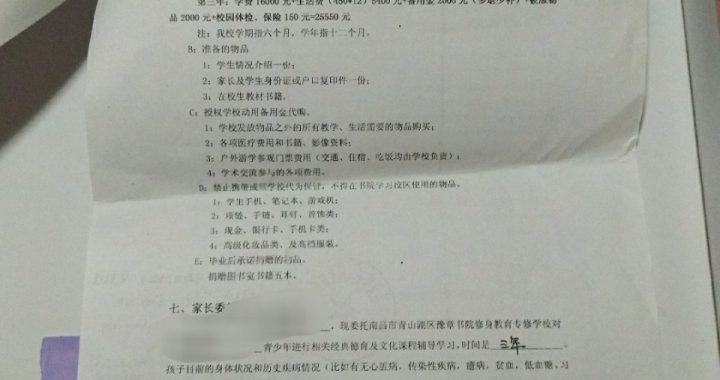 第三年：学费 16000 元+生活费（450*12）5400 元+备用金 2000 元（多退少补）+被服物
品 2000 元+校园体检、保险 150 元=25550 元
注：我校学期指六个月，学年指十二个月。
B：准备的物品
1：学生情况介绍一份；
2：家长及学生身份证或户口复印件一份；
3：在校生教材书籍。
C：授权学校动用备用金代购。
1：学校发放物品之外的所有教学、生活需要的物品购买；
2：各项医疗费用和书籍、影像资料；
3：户外游学参观门票费用（交通、住宿、吃饭均由学校负责）；
4：学术交流参与的各项费用。
D：禁止携带或须学校代为保管，不得在书院学习校区使用的物品。
1：学生手机、笔记本、游戏机；
2：项链、手链、耳钉、首饰类；
3：现金、银行卡、手机卡类；
4：高级化妆品类、及高档服装。
E：毕业后承诺捐赠的物品。
捐赠图书室书籍五本。
七、家长委
，现委托南昌市青山湖区豫章书院修身教育专修学校对
青少年进行相关经典德育及文化课程辅导学习，时间是 三年
孩子目前的身体状况和历史疾病情况（比如有无心脏病，传染性疾病，癔病，贫血，低血糖、习